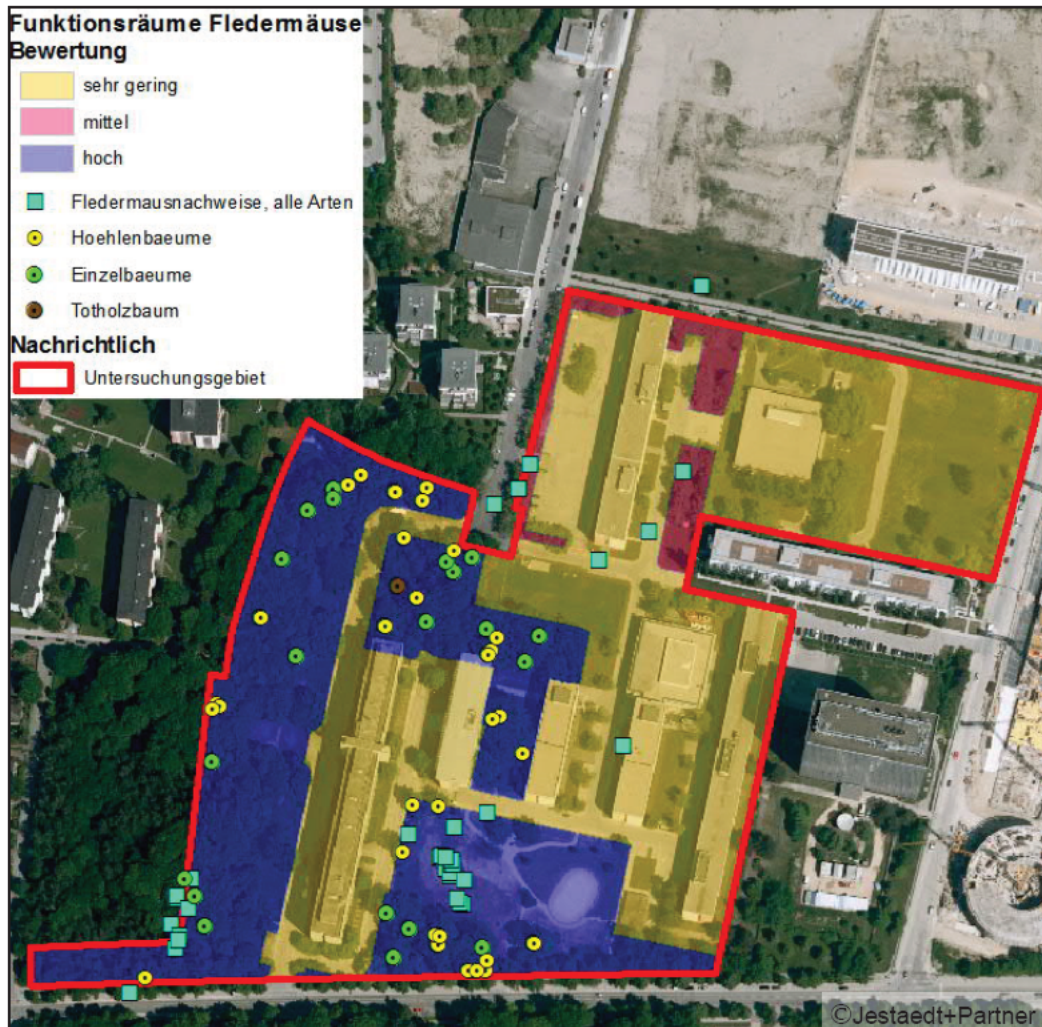 Funktionsräume Fledermäuse
Bewertung
sehr gering
mittel
hoch
Fledermausnachweise, alle Arten
Hoehlenbaeume
Einzelbaeume
Totholzbaum
Nachrichtlich
Untersuchungsgebiet
©Jestaedt+Partner